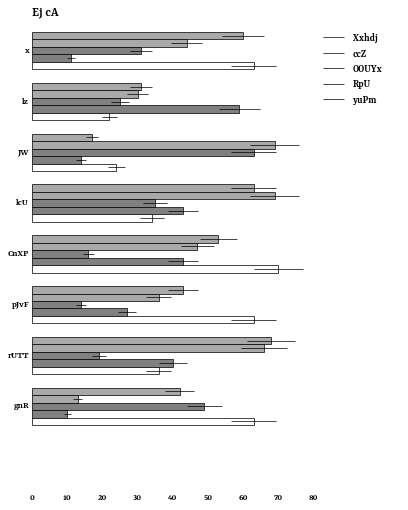 Ej cA
Xxhdj
ccZ
OOUYx
RpU
yuPm
x
lz
JW
kU
CnXP
pJvF
rUTT
gnR
0 10 20 30 40 50 60 70 80